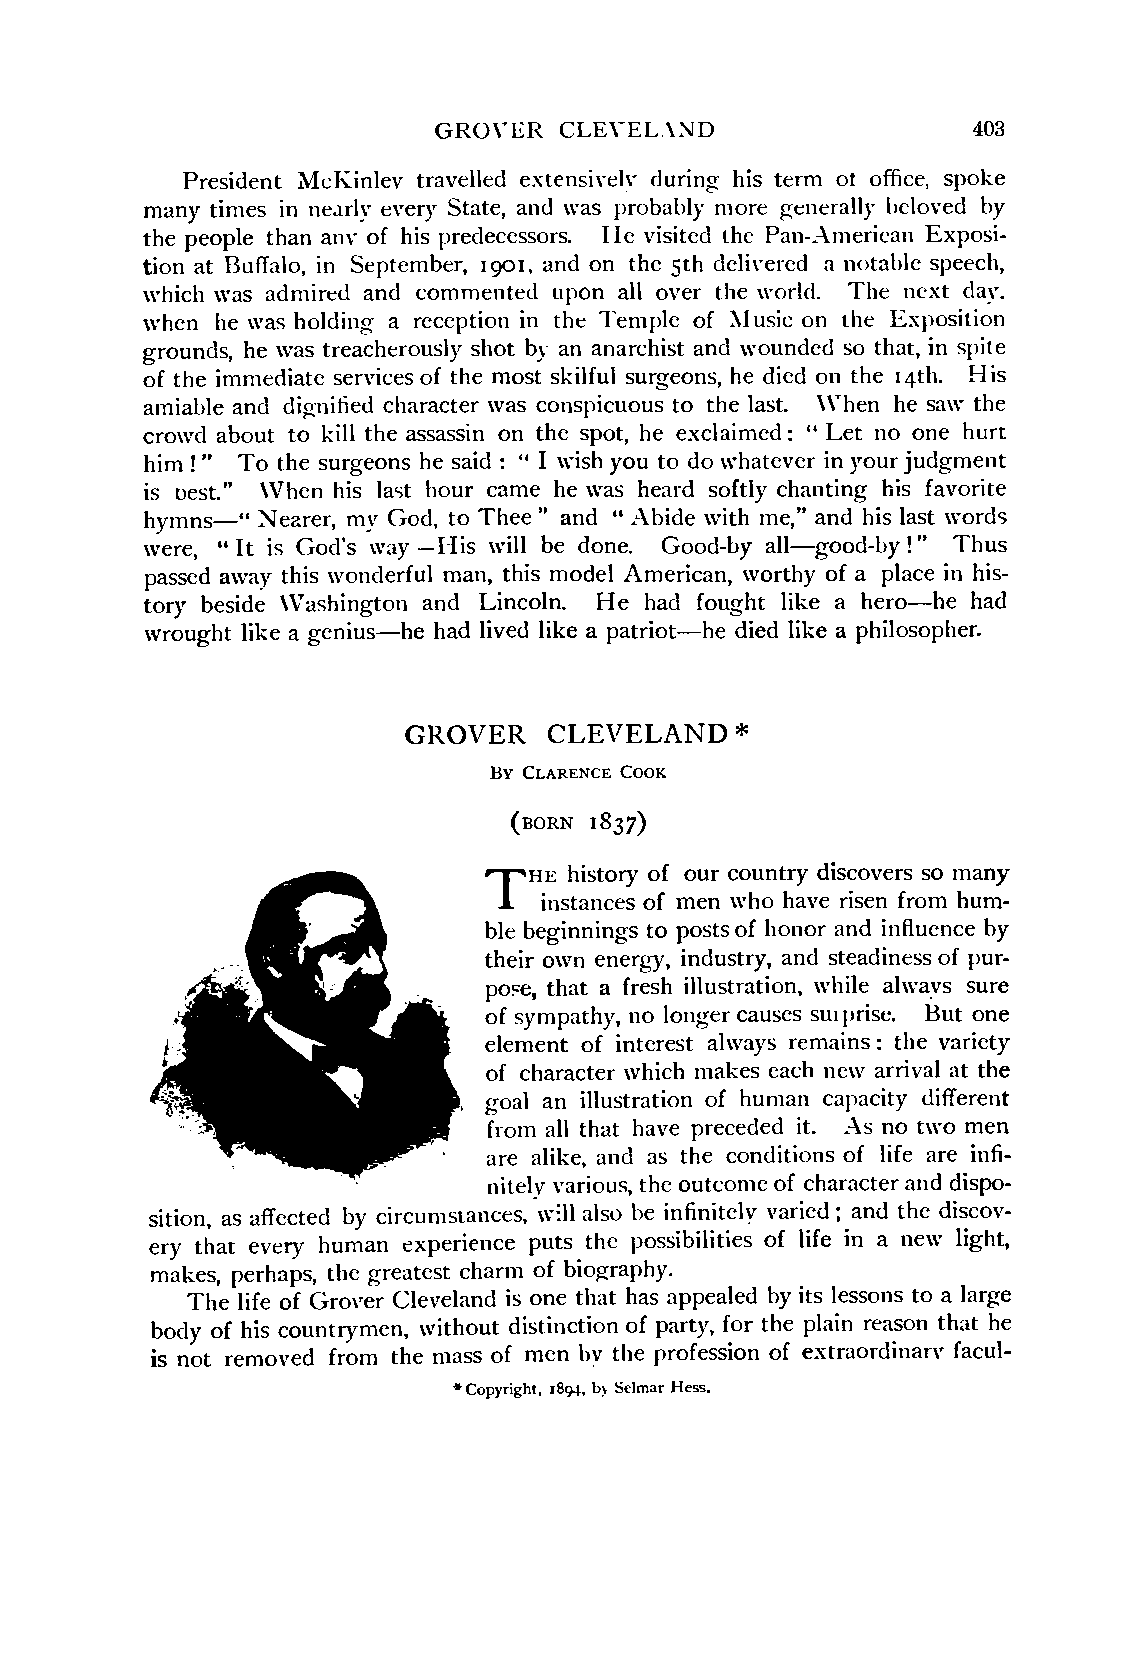 GROVER CLEVELAND 403
President McKinley travelled extensively during his term of office, spoke
many times in nearly every State, and was probably more generally beloved by
the people than any of his predecessors. He visited the Pan-American Exposi-
tion at Buffalo, in September, 1901, and on the 5th delivered a notable speech,
which was admired and commented upon all over the world. The next day,
when he was holding a reception in the Temple of Music on the Exposition
grounds, he was treacherously shot by an anarchist and wounded so that, in spite
of the immediate services of the most skilful surgeons, he died on the 14th. His
amiable and dignified character was conspicuous to the last. When he saw the
crowd about to kill the assassin on the spot, he exclaimed: "Let no one hurt
him!" To the surgeons he said: "I wish you to do whatever in your judgment
is best." When his last hour came he was heard softly chanting his favorite
hymns—"Nearer, my God, to Thee" and "Abide with me," and his last words
were, "It is God's way—His will be done. Good-by all—good-by!" Thus
passed away this wonderful man, this model American, worthy of a place in his-
tory beside Washington and Lincoln. He had fought like a hero—he had
wrought like a genius—he had lived like a patriot—he died like a philosopher.
GROVER CLEVELAND*
BY CLARENCE COOK
(BORN 1837)
THE history of our country discovers so many
instances of men who have risen from hum-
ble beginnings to posts of honor and influence by
their own energy, industry, and steadiness of pur-
pose, that a fresh illustration, while always sure
of sympathy, no longer causes surprise. But one
element of interest always remains: the variety
of character which makes each new arrival at the
goal an illustration of human capacity different
from all that have preceded it. As no two men
are alike, and as the conditions of life are infi-
nitely various, the outcome of character and dispo-
sition, as affected by circumstances, will also be infinitely varied; and the discov-
ery that every human experience puts the possibilities of life in a new light,
makes, perhaps, the greatest charm of biography.
The life of Grover Cleveland is one that has appealed by its lessons to a large
body of his countrymen, without distinction of party, for the plain reason that he
is not removed from the mass of men by the profession of extraordinary facul-
*Copyright, 1894, by Selmar Hess.